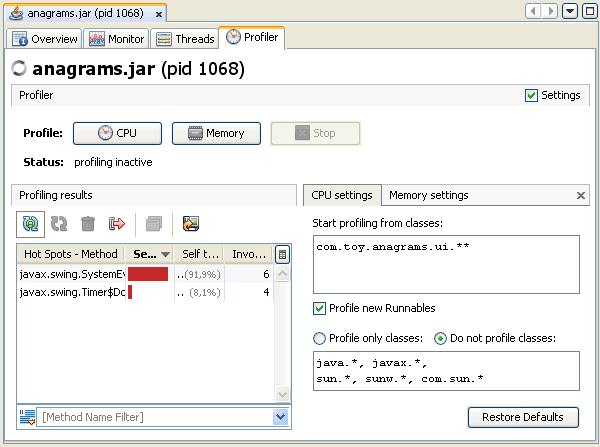 anagrams.jar (pid 1068)
Overview Monitor Threads Profiler
anagrams.jar (pid 1068)
Profiler Settings
Profile: CPU Memory Stop
Status: profiling inactive
Profiling results
Hot Spots - Method Se... Self t... Invo...
javax.swing.SystemEv ..(91,9%) 6
javax.swing.Timer$Do ..(8,1%) 4
[Method Name Filter]
CPU settings Memory settings
Start profiling from classes:
com.toy.anagrams.ui.**
Profile new Runnables
Profile only classes: Do not profile classes:
java.*, javax.*,
sun.*, sunw.*, com.sun.*
Restore Defaults